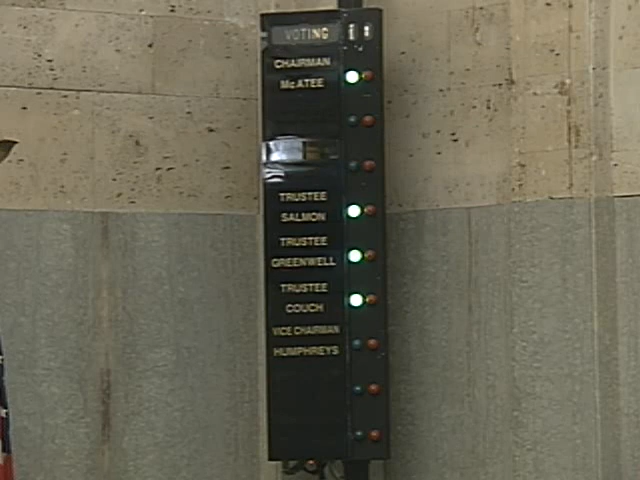 VOTING
CHAIRMAN
McATEE
TRUSTEE
SALMON
TRUSTEE
GREENWELL
TRUSTEE
COUCH
VICE CHAIRMAN
HUMPHREYS